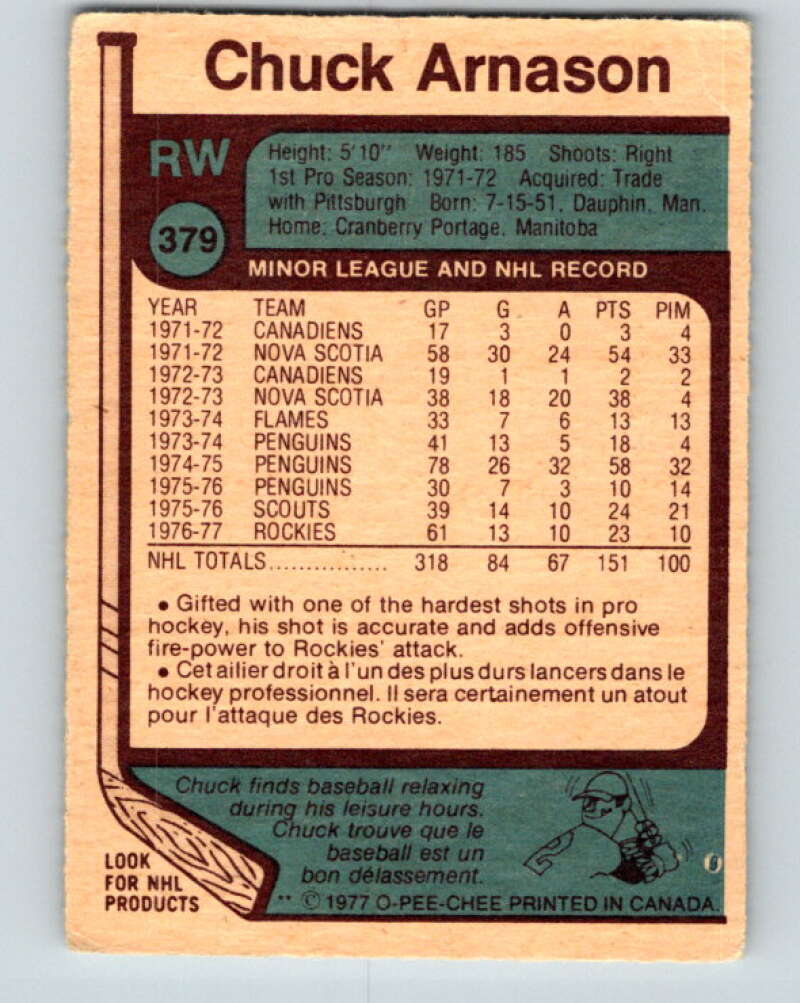 Chuck Arnason
RW
Height: 5'10" Weight: 185 Shoots: Right
1st Pro Season: 1971-72 Acquired: Trade
with Pittsburgh Born: 7-15-51, Dauphin, Man.
Home: Cranberry Portage, Manitoba
379
MINOR LEAGUE AND NHL RECORD
YEAR TEAM GP G A PTS PIM
1971-72 CANADIENS 17 3 0 3 4
1971-72 NOVA SCOTIA 58 30 24 54 33
1972-73 CANADIENS 19 1 1 2 2
1972-73 NOVA SCOTIA 38 18 20 38 4
1973-74 FLAMES 33 7 6 13 13
1973-74 PENGUINS 41 13 5 18 4
1974-75 PENGUINS 78 26 32 58 32
1975-76 PENGUINS 30 7 3 10 14
1975-76 SCOUTS 39 14 10 24 21
1976-77 ROCKIES 61 13 10 23 10
NHL TOTALS................ 318 84 67 151 100
• Gifted with one of the hardest shots in pro
hockey, his shot is accurate and adds offensive
fire-power to Rockies' attack.
• Cet ailier droit à l'un des plus durs lancers dans le
hockey professionnel. Il sera certainement un atout
pour l'attaque des Rockies.
Chuck finds baseball relaxing
during his leisure hours.
Chuck trouve que le
baseball est un
bon délassement.
LOOK
FOR NHL
PRODUCTS
** © 1977 O-PEE-CHEE PRINTED IN CANADA.